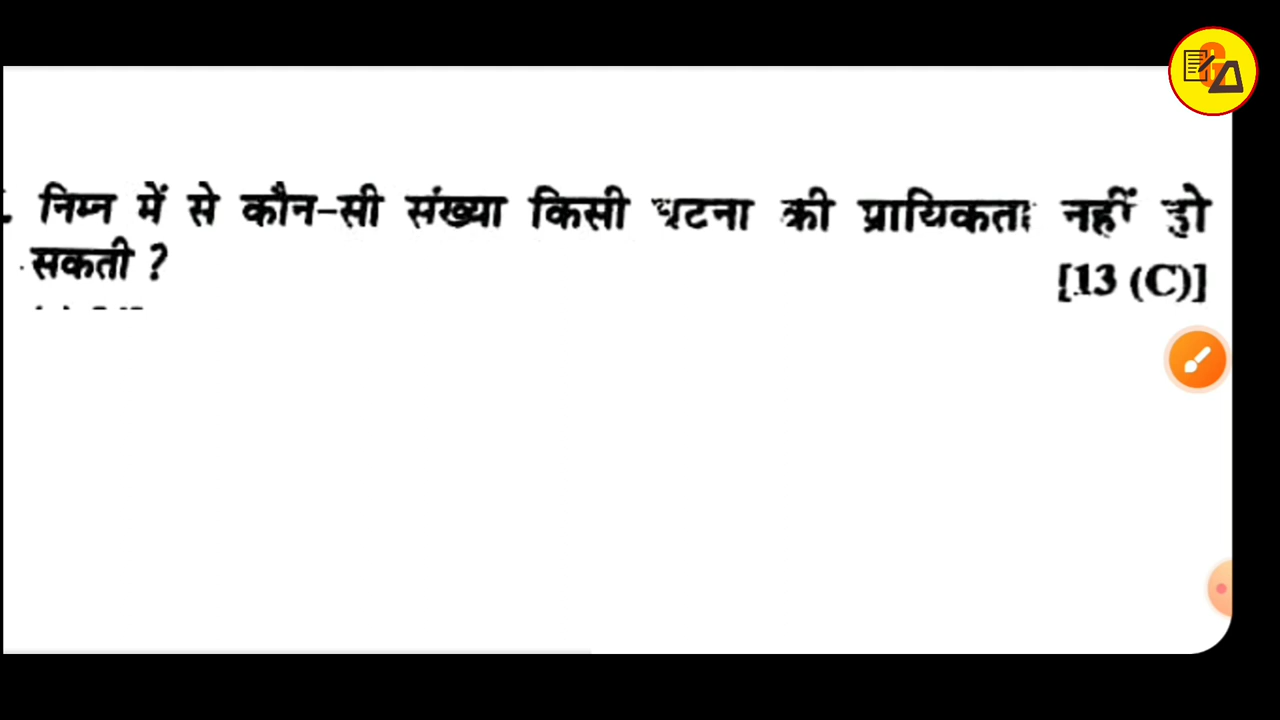 निम्न में से कौन-सी संख्या किसी घटना की प्रायिकता नहीं हो
सकती ?
[13 (C)]